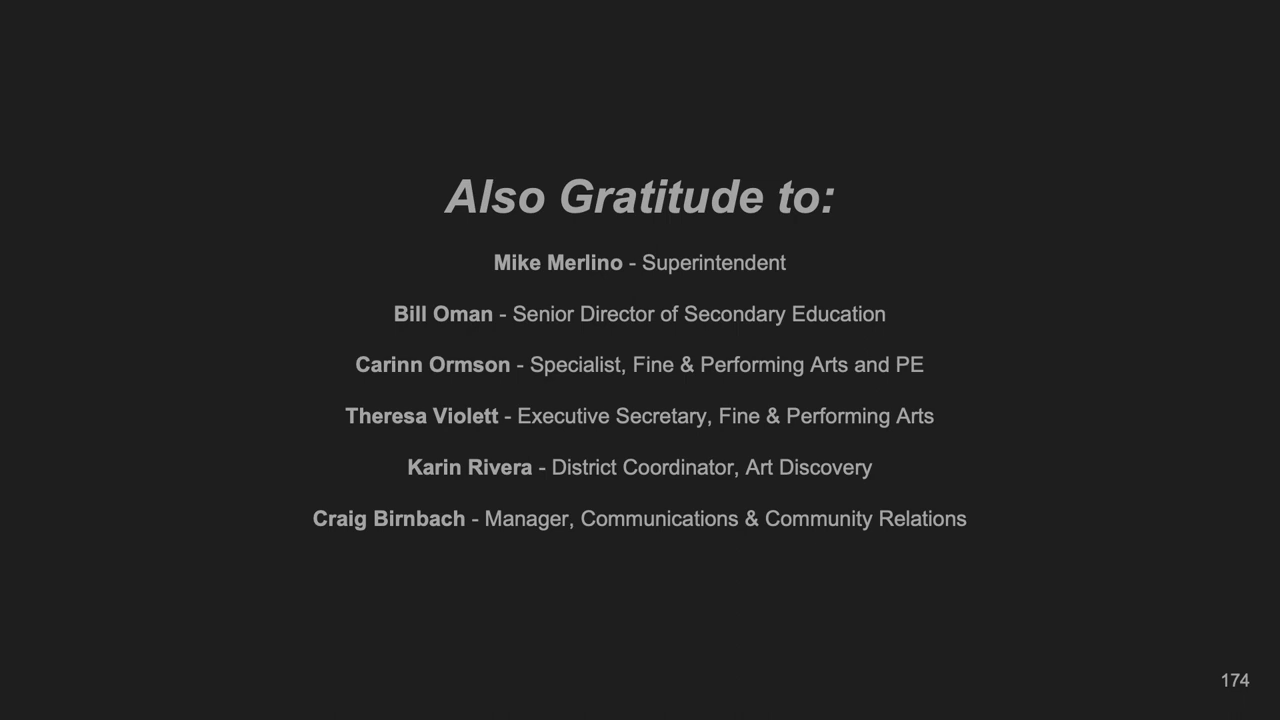 Also Gratitude to:
Mike Merlino - Superintendent
Bill Oman - Senior Director of Secondary Education
Carinn Ormson - Specialist, Fine & Performing Arts and PE
Theresa Violett - Executive Secretary, Fine & Performing Arts
Karin Rivera - District Coordinator, Art Discovery
Craig Birnbach - Manager, Communications & Community Relations
174